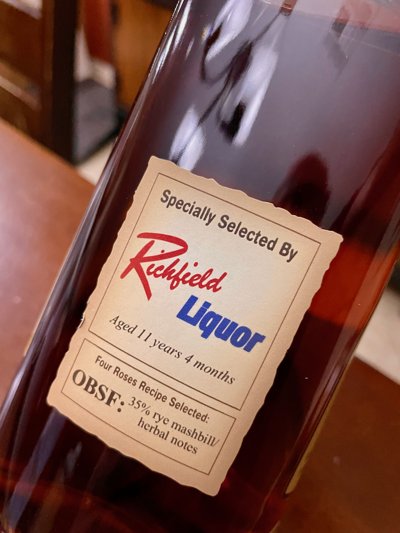 Specially Selected By
Richfield
Liquor
Aged 11 years 4 months
Four Roses Recipe Selected:
OBSF: 35% rye mashbill/
herbal notes